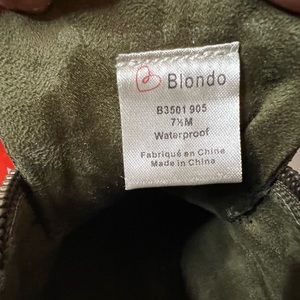 Blondo
B3501 905
7½M
Waterproof
Fabriqué en Chine
Made in China